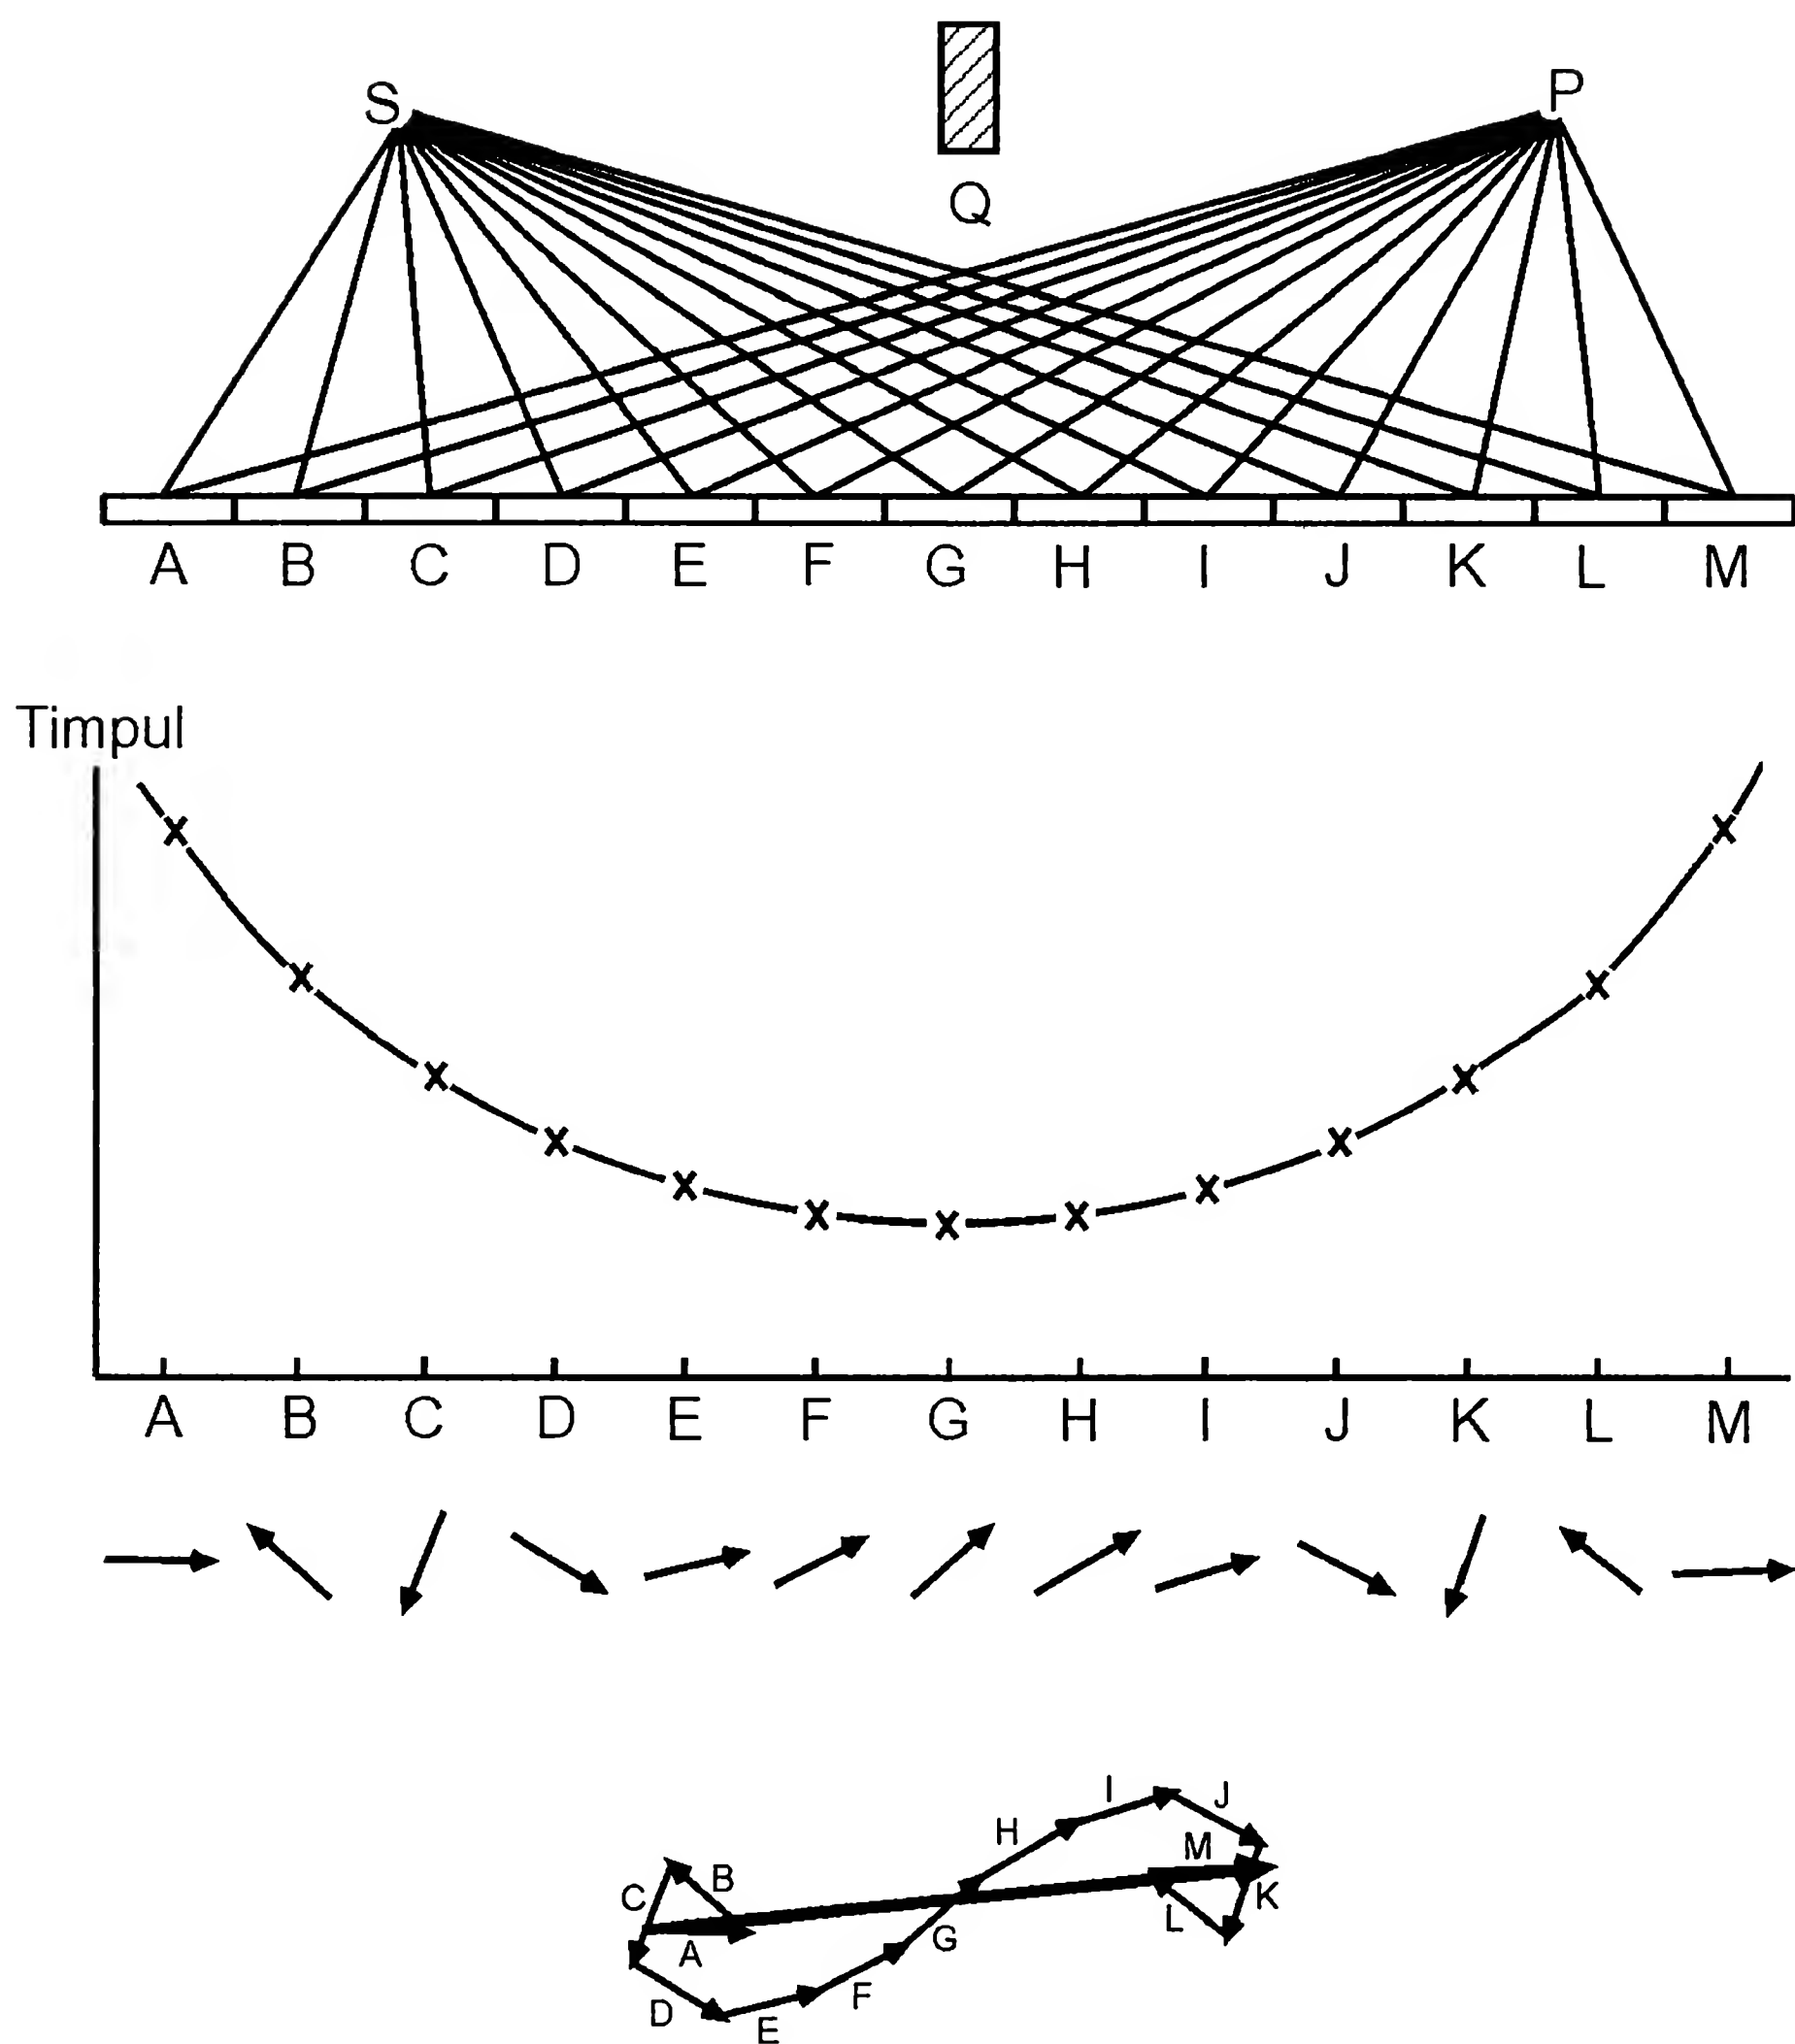 S P
Q
A B C D E F G H I J K L M
Timpul
A B C D E F G H I J K L M
I J
H M
C B K
A G L
D E F